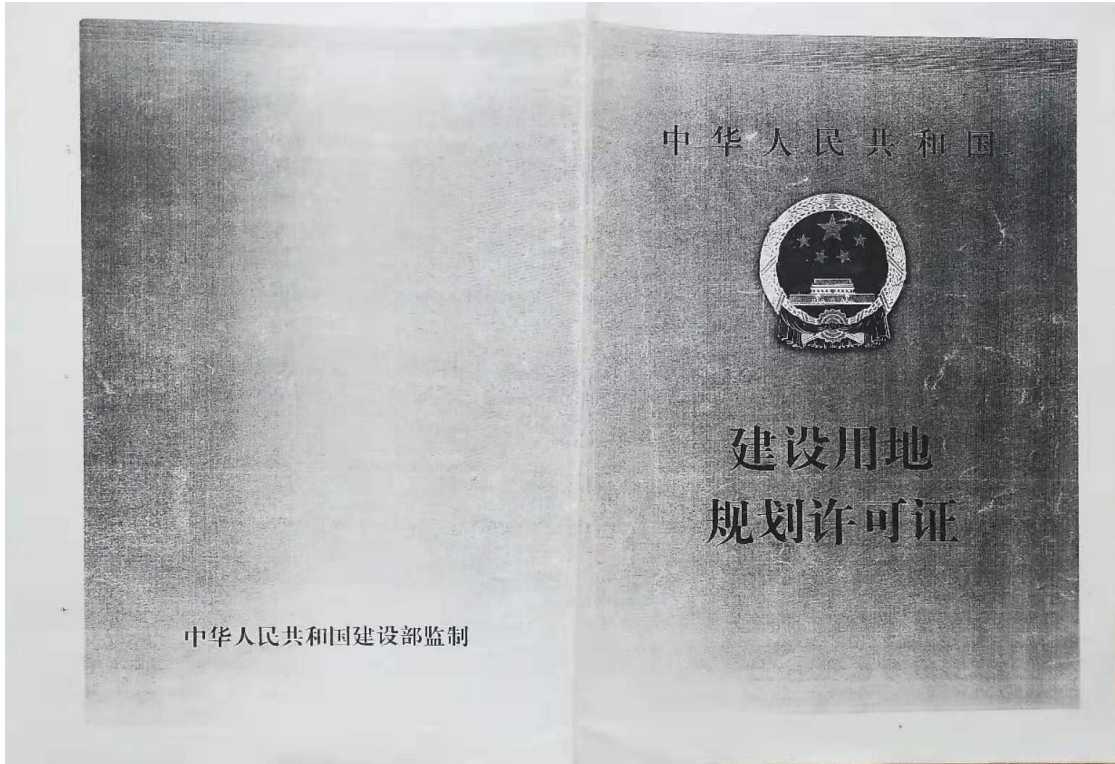 中华人民共和国
建设用地
规划许可证
中华人民共和国建设部监制